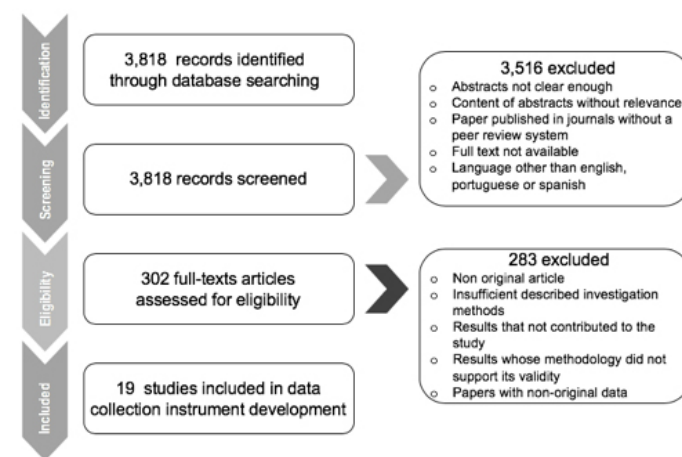 Identification
3,818 records identified
through database searching
3,516 excluded
o Abstracts not clear enough
o Content of abstracts without relevance
o Paper published in journals without a
peer review system
o Full text not available
o Language other than english,
portuguese or spanish
Screening
3,818 records screened
Eligibility
302 full-texts articles
assessed for eligibility
283 excluded
o Non original article
o Insufficient described investigation
methods
o Results that not contributed to the
study
o Results whose methodology did not
support its validity
o Papers with non-original data
Included
19 studies included in data
collection instrument development